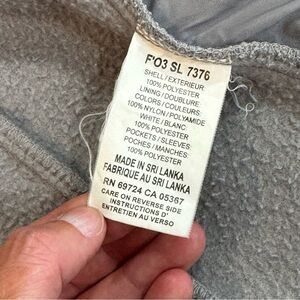 F'03 SL 7376
SHELL/EXTERIEUR:
100% POLYESTER
LINING/DOUBLURE:
COLORS/COULEURS:
100% NYLON/POLYAMIDE
WHITE/BLANC
100% POLYESTER
POCKETS/SLEEVES:
POCHES/MANCHES:
100% POLYESTER
MADE IN SRI LANKA
FABRIQUE AU SRI LANKA
RN 69724 CA 05367
CARE ON REVERSE SIDE
INSTRUCTIONS D'
ENTRETIEN AU VERSO